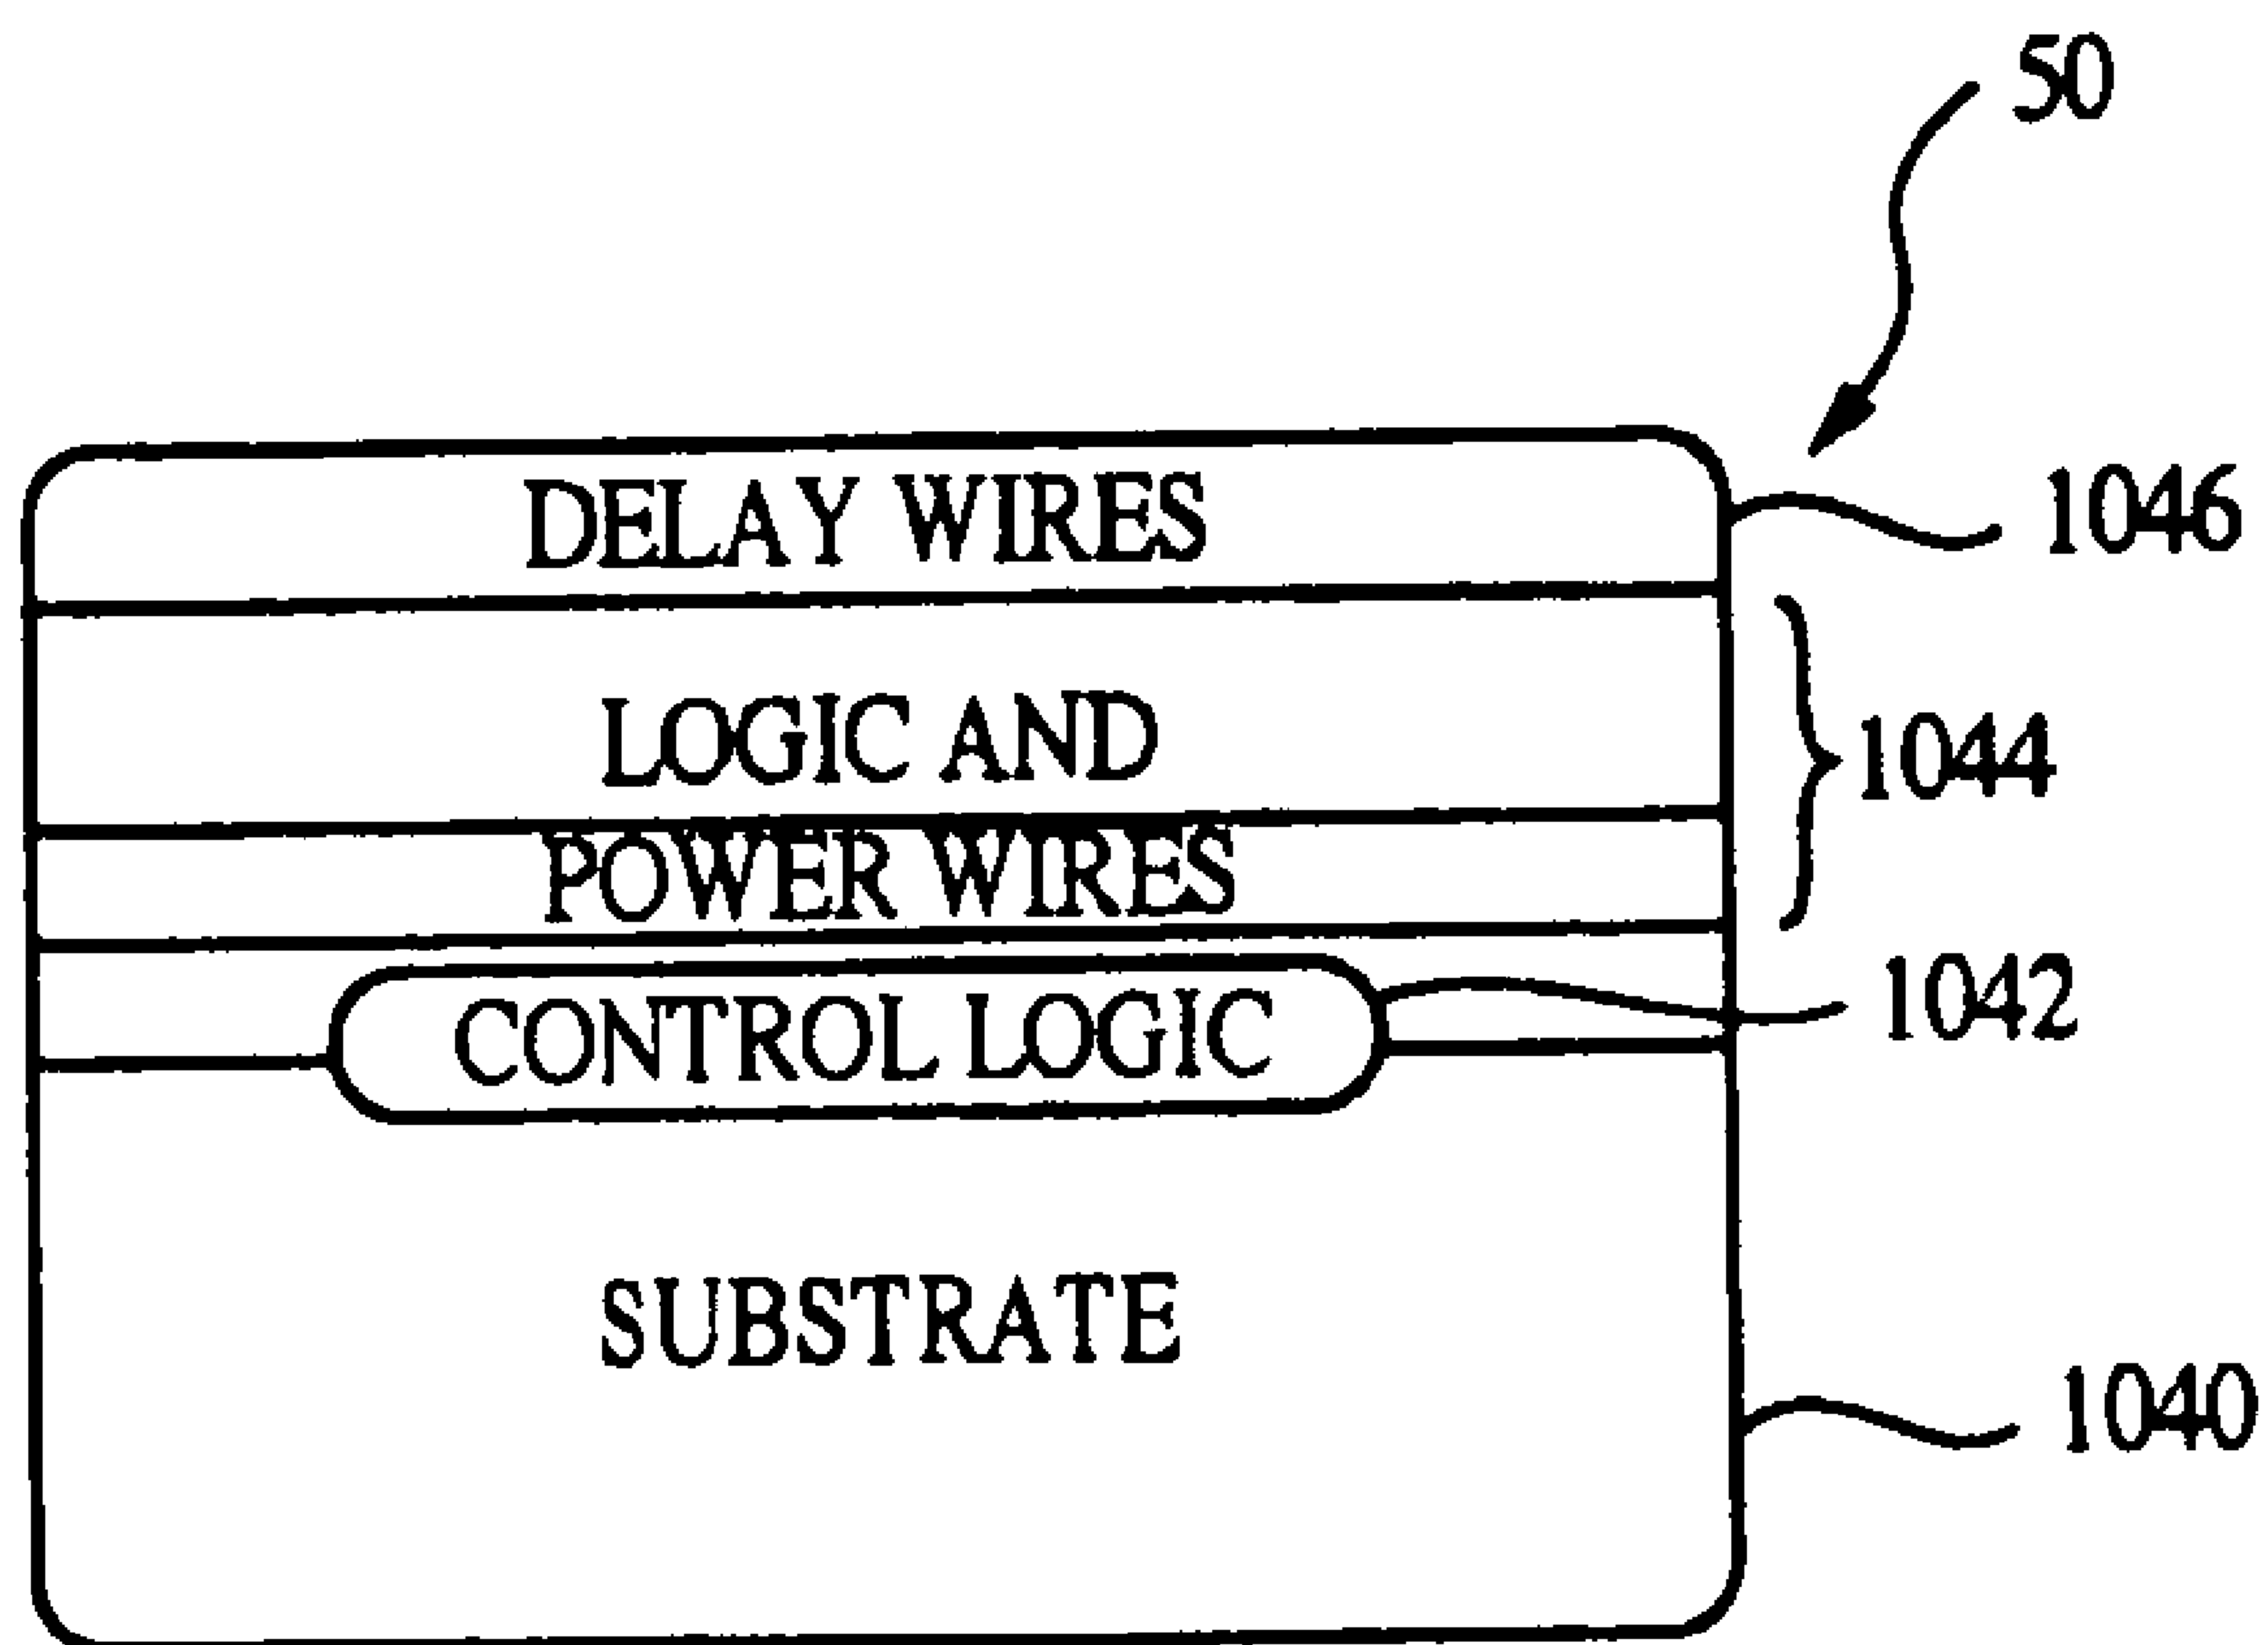 50
DELAY WIRES
1046
LOGIC AND
1044
POWER WIRES
CONTROL LOGIC
1042
SUBSTRATE
1040